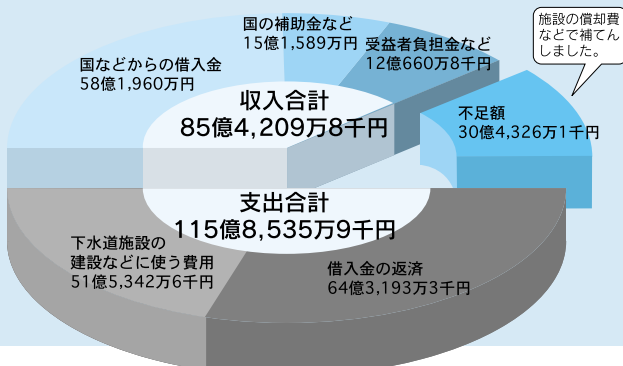 国の補助金など
15億1,589万円
受益者負担金など
12億660万8千円
施設の償却費
などで補てん
しました。
国などからの借入金
58億1,960万円
収入合計
85億4,209万8千円
不足額
30億4,326万1千円
支出合計
115億8,535万9千円
下水道施設の
建設などに使う費用
51億5,342万6千円
借入金の返済
64億3,193万3千円